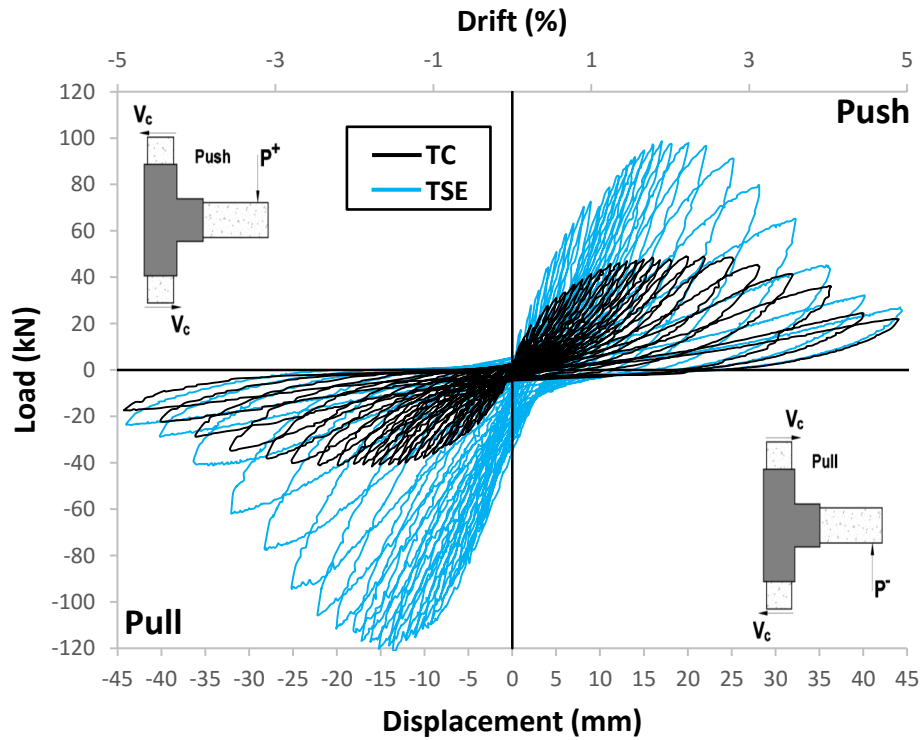 Drift (%)
-5 -3 -1 1 3 5
120
100
80
60
40
20
0
-20
-40
-60
-80
-100
-120
Load (kN)
Vc
Push
P+
Vc
TC
TSE
Push
Vc
Pull
P-
Vc
Pull
-45 -40 -35 -30 -25 -20 -15 -10 -5 0 5 10 15 20 25 30 35 40 45
Displacement (mm)